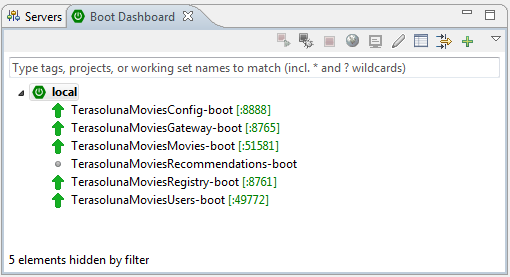 Servers Boot Dashboard
Type tags, projects, or working set names to match (incl. * and ? wildcards)
local
TerasolunaMoviesConfig-boot [:8888]
TerasolunaMoviesGateway-boot [:8765]
TerasolunaMoviesMovies-boot [:51581]
TerasolunaMoviesRecommendations-boot
TerasolunaMoviesRegistry-boot [:8761]
TerasolunaMoviesUsers-boot [:49772]
5 elements hidden by filter